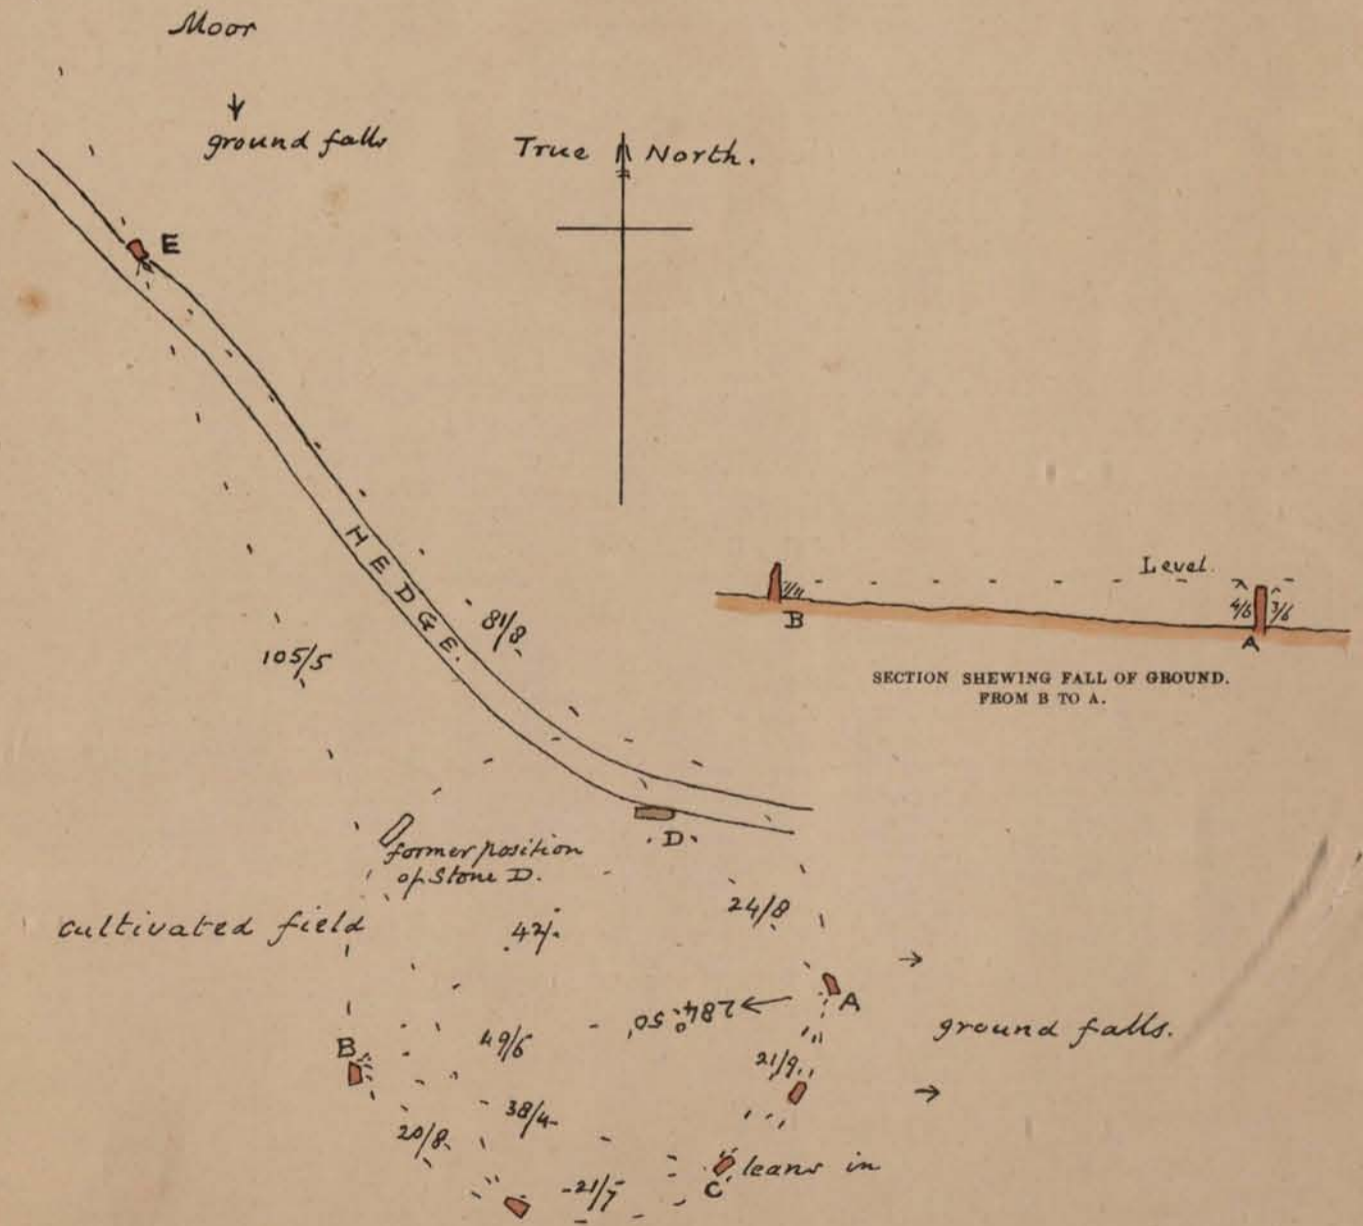 Moor
ground falls
True North.
E
HEDGE.
81/8
105/5
Level.
B
4/6 3/6
A
SECTION SHEWING FALL OF GROUND.
FROM B TO A.
D.
former position
of Stone D.
24/8
cultivated field
42/-
A
284°.50'
ground falls.
B
49/6
21/9
38/4
20/8
C
leans in